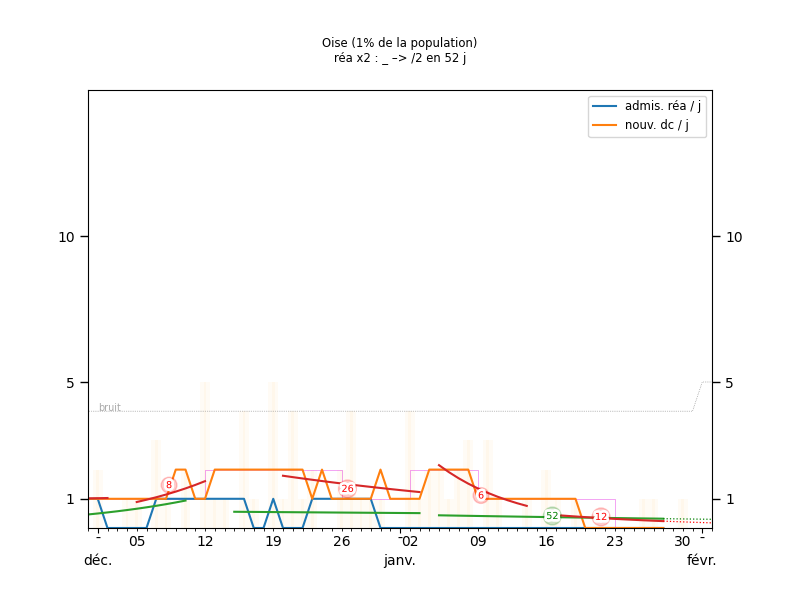 Oise (1% de la population)
réa x2 : _ –> /2 en 52 j
admis. réa / j
nouv. dc / j
10 10
5 5
bruit
8 26 6 52 12
1 1
- 05 12 19 26 -02 09 16 23 30 -
déc. janv. févr.